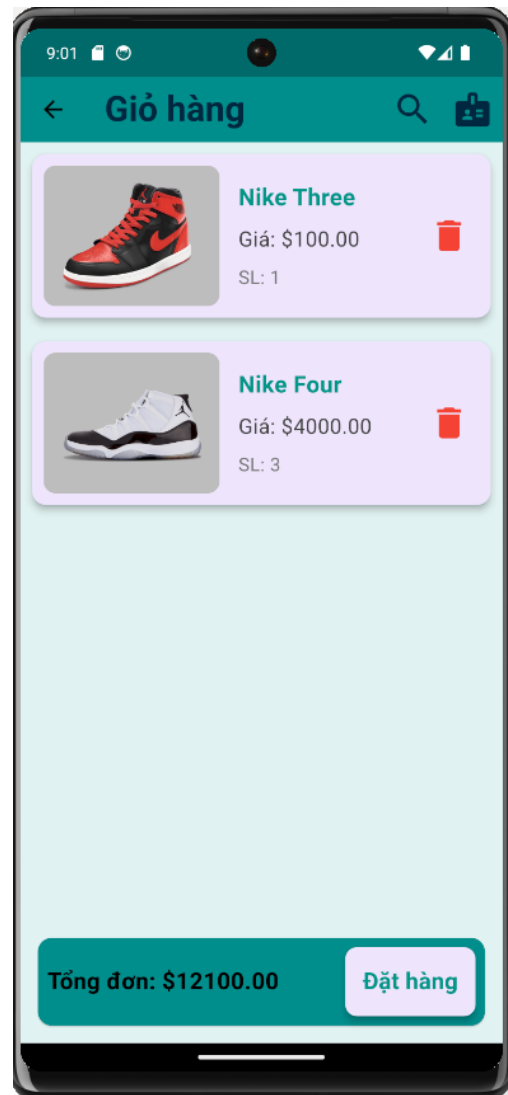 9:01
Giỏ hàng
Nike Three
Giá: $100.00
SL: 1
Nike Four
Giá: $4000.00
SL: 3
Tổng đơn: $12100.00
Đặt hàng